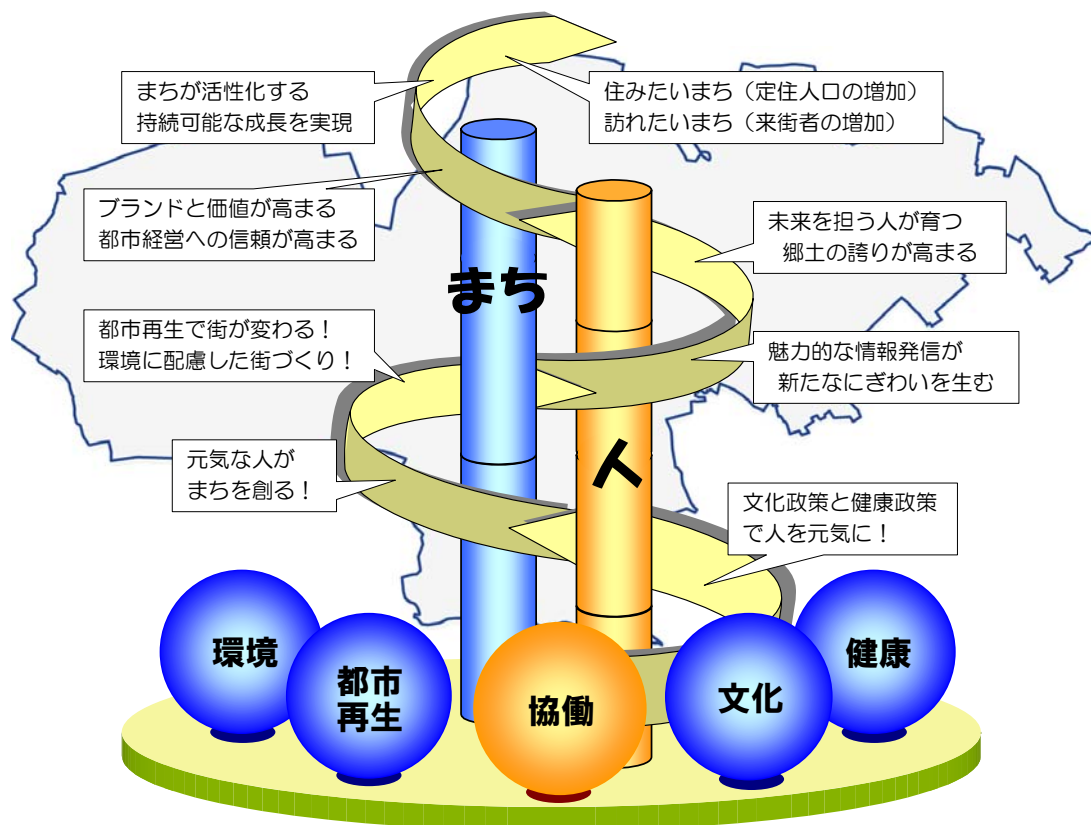 まちが活性化する
持続可能な成長を実現
住みたいまち（定住人口の増加）
訪れたいまち（来街者の増加）
ブランドと価値が高まる
都市経営への信頼が高まる
未来を担う人が育つ
郷土の誇りが高まる
まち
都市再生で街が変わる！
環境に配慮した街づくり！
魅力的な情報発信が
新たなにぎわいを生む
元気な人が
まちを創る！
人
文化政策と健康政策
で人を元気に！
環境
都市
再生
協働
文化
健康